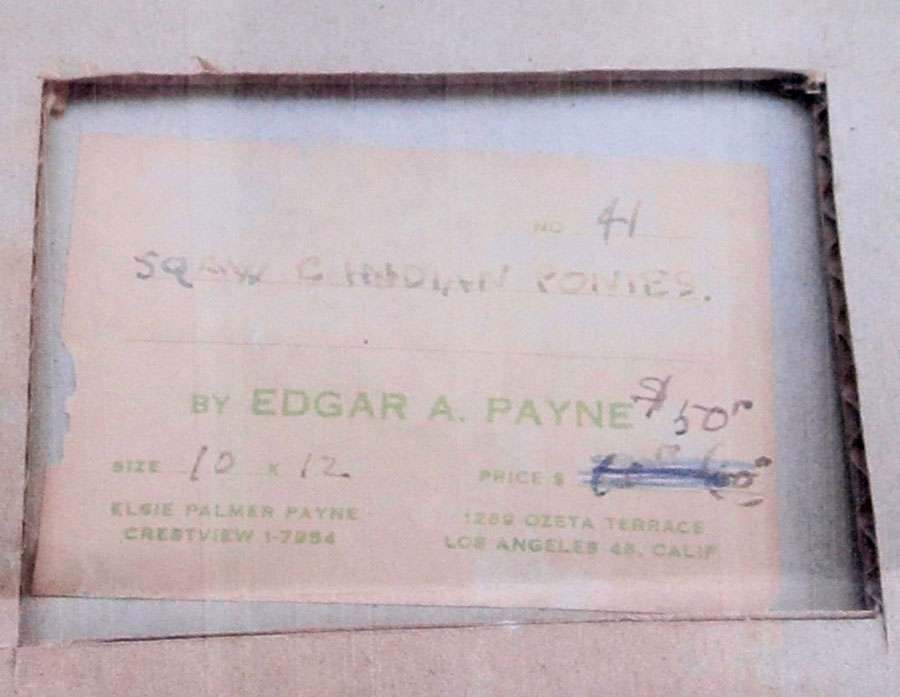 NO 41
SQAW & INDIAN PONIES.
BY EDGAR A. PAYNE $ 50
SIZE 10 x 12 PRICE $
ELSIE PALMER PAYNE 1289 OZETA TERRACE
CRESTVIEW 1-7954 LOS ANGELES 48, CALIF